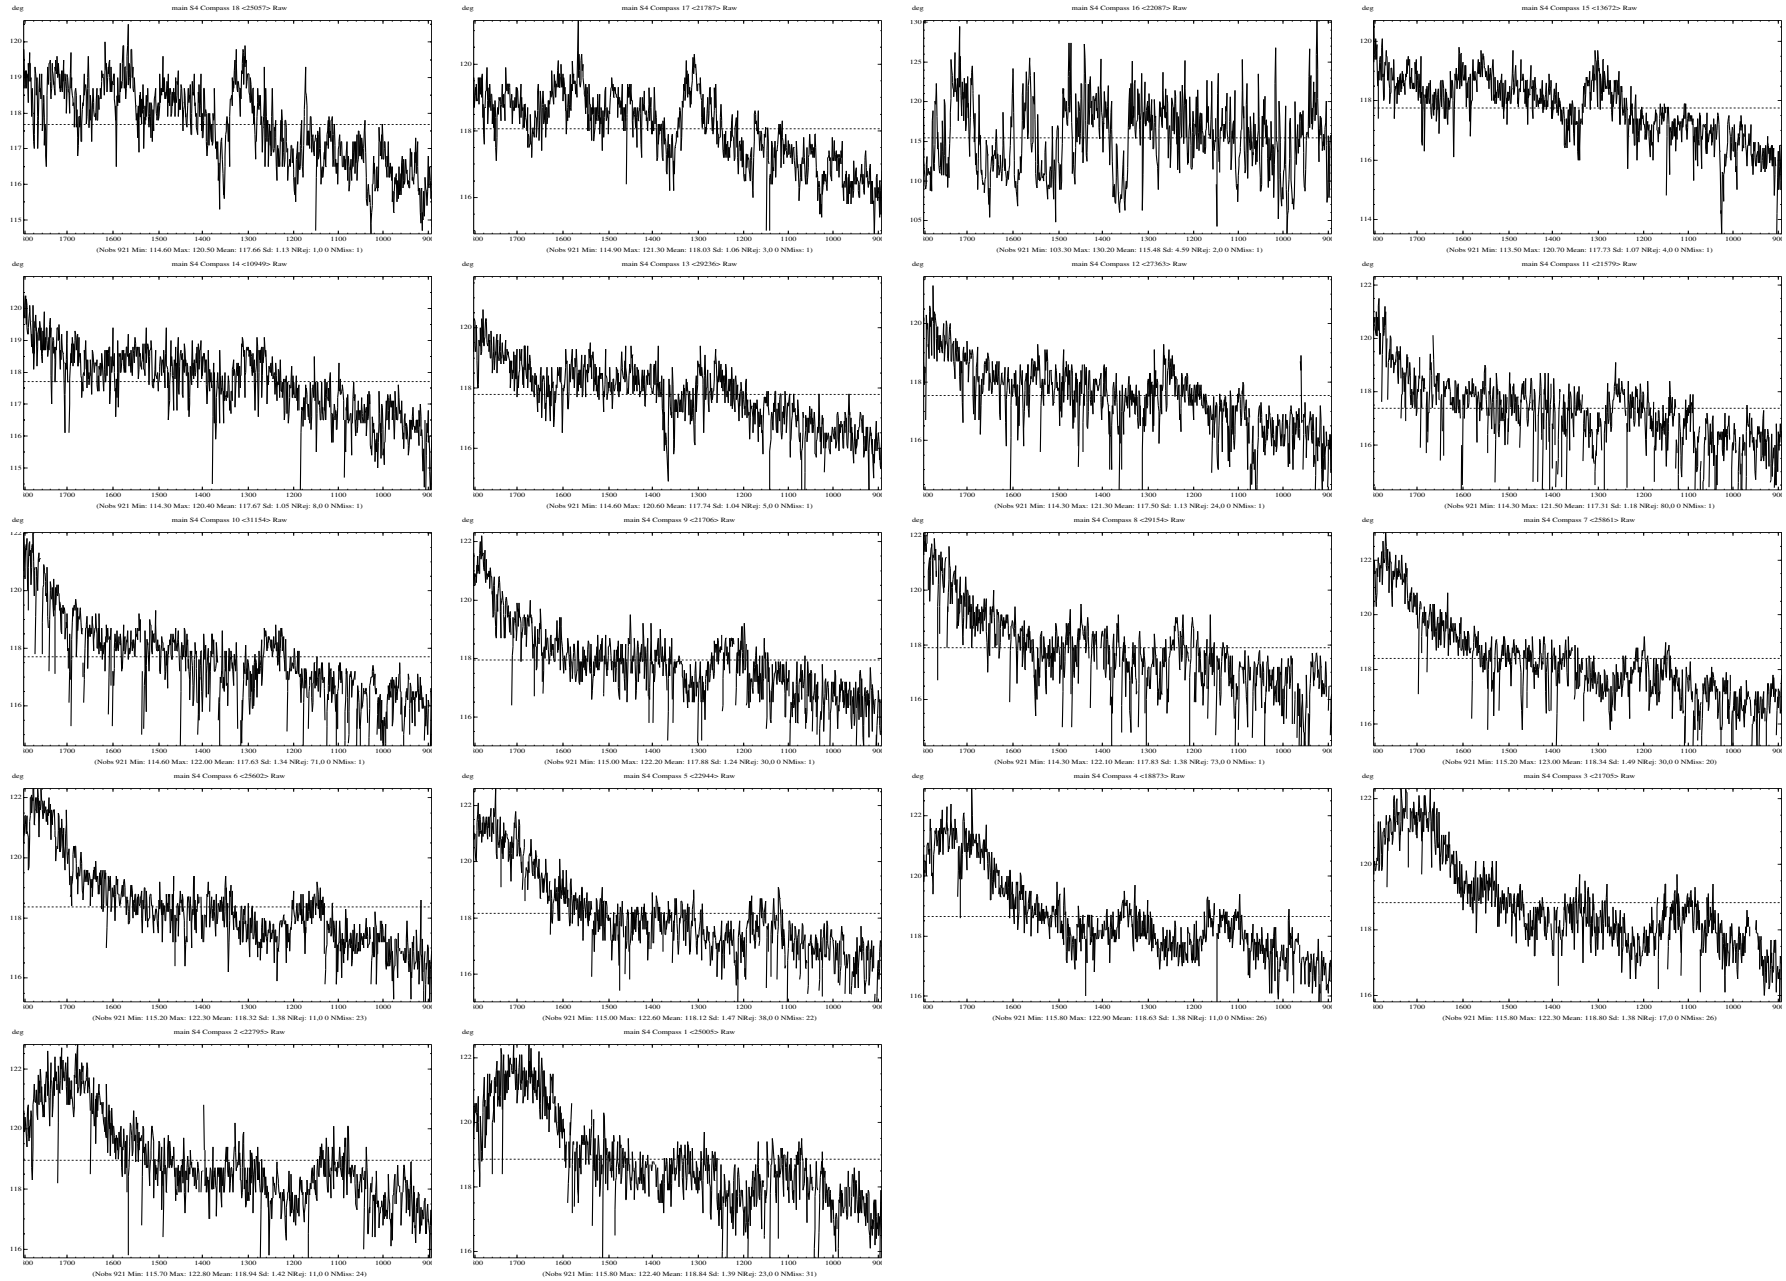 deg main S4 Compass 18 <25057> Raw
deg main S4 Compass 17 <21787> Raw
deg main S4 Compass 16 <22087> Raw
deg main S4 Compass 15 <13672> Raw
(Nobs 921 Min: 114.60 Max: 120.50 Mean: 117.66 Sd: 1.13 NRej: 1,0 0 NMiss: 1)
(Nobs 921 Min: 114.90 Max: 121.30 Mean: 118.03 Sd: 1.06 NRej: 3,0 0 NMiss: 1)
(Nobs 921 Min: 103.30 Max: 130.20 Mean: 115.48 Sd: 4.59 NRej: 2,0 0 NMiss: 1)
(Nobs 921 Min: 113.50 Max: 120.70 Mean: 117.73 Sd: 1.07 NRej: 4,0 0 NMiss: 1)
deg main S4 Compass 14 <10949> Raw
deg main S4 Compass 13 <29236> Raw
deg main S4 Compass 12 <27363> Raw
deg main S4 Compass 11 <21579> Raw
(Nobs 921 Min: 114.30 Max: 120.40 Mean: 117.67 Sd: 1.05 NRej: 8,0 0 NMiss: 1)
(Nobs 921 Min: 114.60 Max: 120.60 Mean: 117.74 Sd: 1.04 NRej: 5,0 0 NMiss: 1)
(Nobs 921 Min: 114.30 Max: 121.30 Mean: 117.50 Sd: 1.13 NRej: 24,0 0 NMiss: 1)
(Nobs 921 Min: 114.30 Max: 121.50 Mean: 117.31 Sd: 1.18 NRej: 80,0 0 NMiss: 1)
deg main S4 Compass 10 <31154> Raw
deg main S4 Compass 9 <21706> Raw
deg main S4 Compass 8 <29154> Raw
deg main S4 Compass 7 <25861> Raw
(Nobs 921 Min: 114.60 Max: 122.00 Mean: 117.63 Sd: 1.34 NRej: 71,0 0 NMiss: 1)
(Nobs 921 Min: 115.00 Max: 122.20 Mean: 117.88 Sd: 1.24 NRej: 30,0 0 NMiss: 1)
(Nobs 921 Min: 114.30 Max: 122.10 Mean: 117.83 Sd: 1.38 NRej: 73,0 0 NMiss: 1)
(Nobs 921 Min: 115.20 Max: 123.00 Mean: 118.34 Sd: 1.49 NRej: 30,0 0 NMiss: 20)
deg main S4 Compass 6 <25602> Raw
deg main S4 Compass 5 <22944> Raw
deg main S4 Compass 4 <18873> Raw
deg main S4 Compass 3 <21705> Raw
(Nobs 921 Min: 115.20 Max: 122.30 Mean: 118.32 Sd: 1.38 NRej: 11,0 0 NMiss: 23)
(Nobs 921 Min: 115.00 Max: 122.60 Mean: 118.12 Sd: 1.47 NRej: 38,0 0 NMiss: 22)
(Nobs 921 Min: 115.80 Max: 122.90 Mean: 118.63 Sd: 1.38 NRej: 11,0 0 NMiss: 26)
(Nobs 921 Min: 115.80 Max: 122.30 Mean: 118.80 Sd: 1.38 NRej: 17,0 0 NMiss: 26)
deg main S4 Compass 2 <22795> Raw
deg main S4 Compass 1 <25005> Raw
(Nobs 921 Min: 115.70 Max: 122.80 Mean: 118.94 Sd: 1.42 NRej: 11,0 0 NMiss: 24)
(Nobs 921 Min: 115.80 Max: 122.40 Mean: 118.84 Sd: 1.39 NRej: 23,0 0 NMiss: 31)